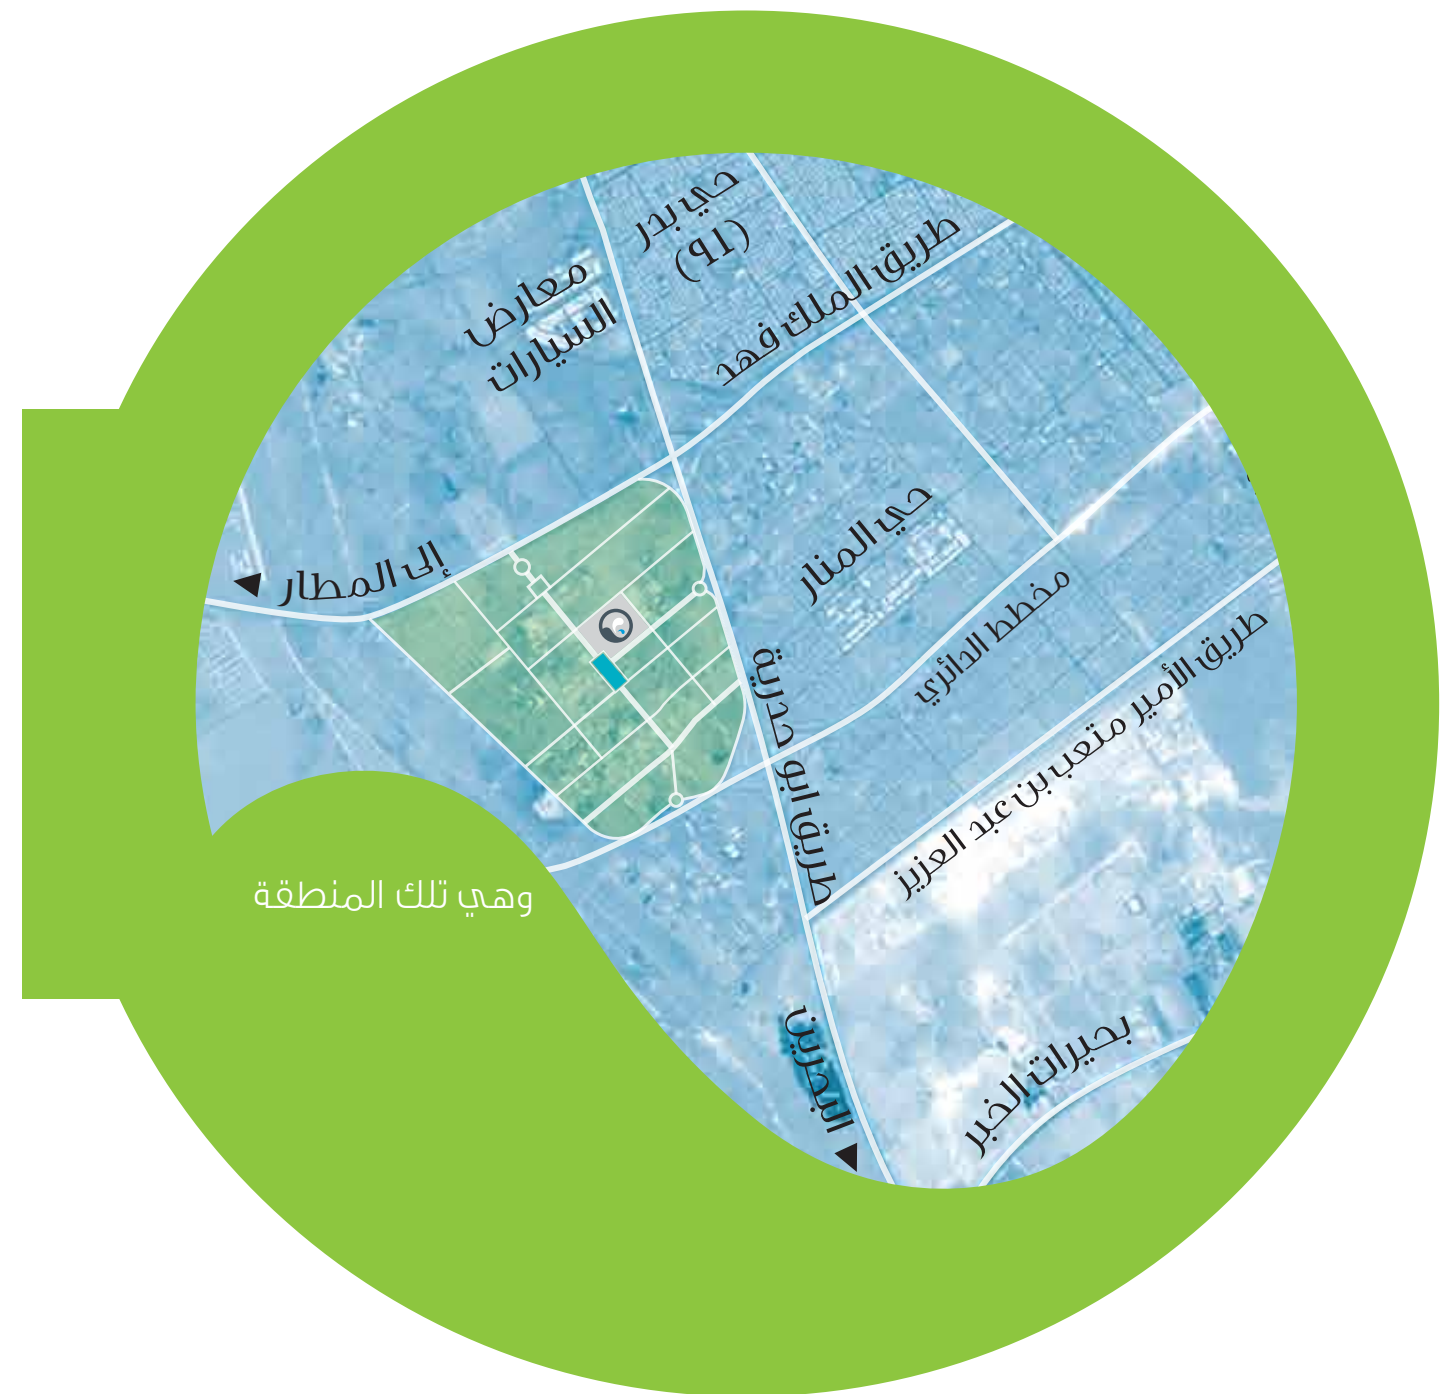 حي بدر
(٩١)
معارض
السيارات
طريق الملك فهد
حي المنار
إلى المطار
مخطط الدائري
طريق الأمير متعب بن عبد العزيز
طريق ابو حدرية
وهي تلك المنطقة
البحرين
بحيرات الخبر